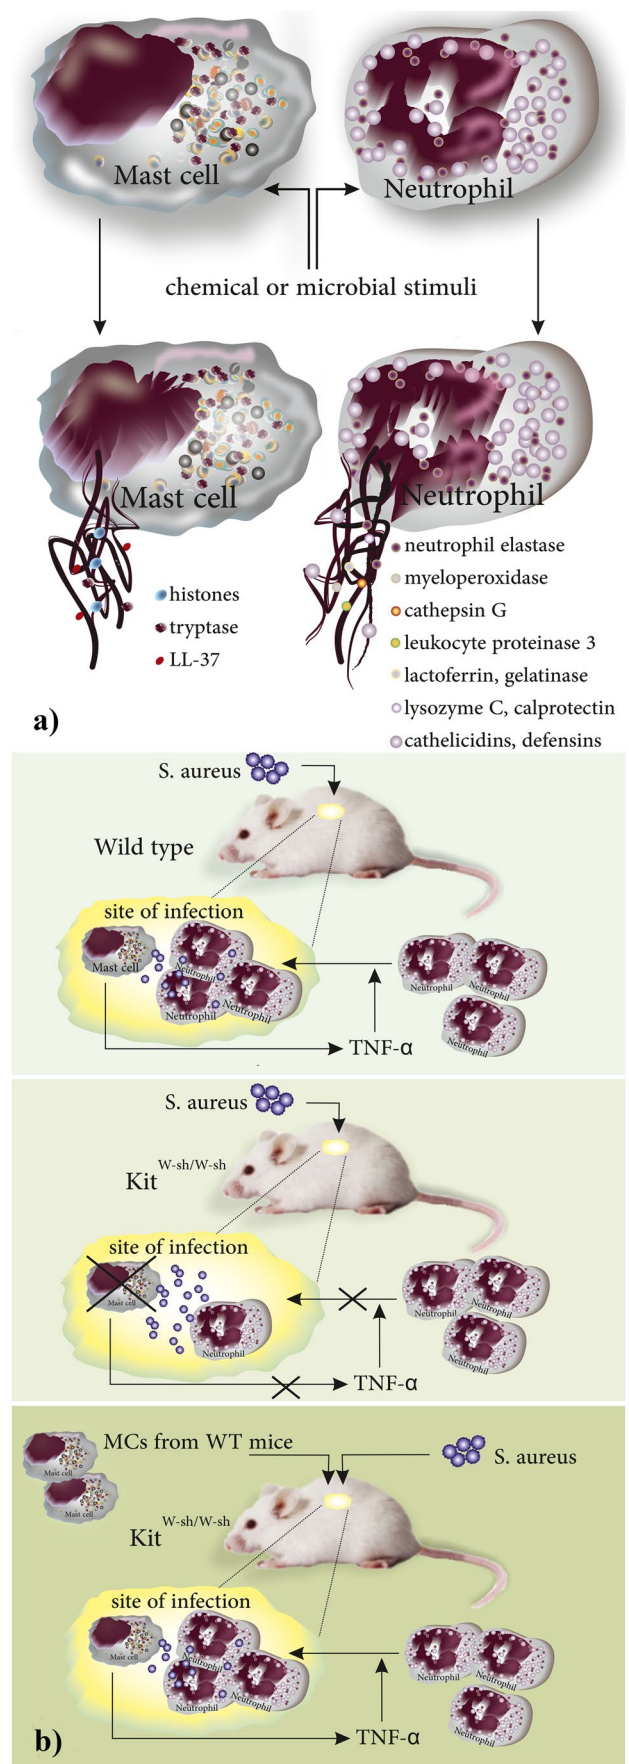 Mast cell
Neutrophil
chemical or microbial stimuli
Mast cell
Neutrophil
histones
tryptase
LL-37
neutrophil elastase
myeloperoxidase
cathepsin G
leukocyte proteinase 3
lactoferrin, gelatinase
lysozyme C, calprotectin
cathelicidins, defensins
a)
S. aureus
Wild type
site of infection
Mast cell
Neutrophil
Neutrophil
Neutrophil
Neutrophil
Neutrophil
Neutrophil
TNF-α
S. aureus
Kit W-sh/W-sh
site of infection
Mast cell
Neutrophil
Neutrophil
Neutrophil
Neutrophil
TNF-α
MCs from WT mice
S. aureus
Mast cell
Mast cell
Kit W-sh/W-sh
site of infection
Mast cell
Neutrophil
Neutrophil
Neutrophil
Neutrophil
Neutrophil
Neutrophil
TNF-α
b)